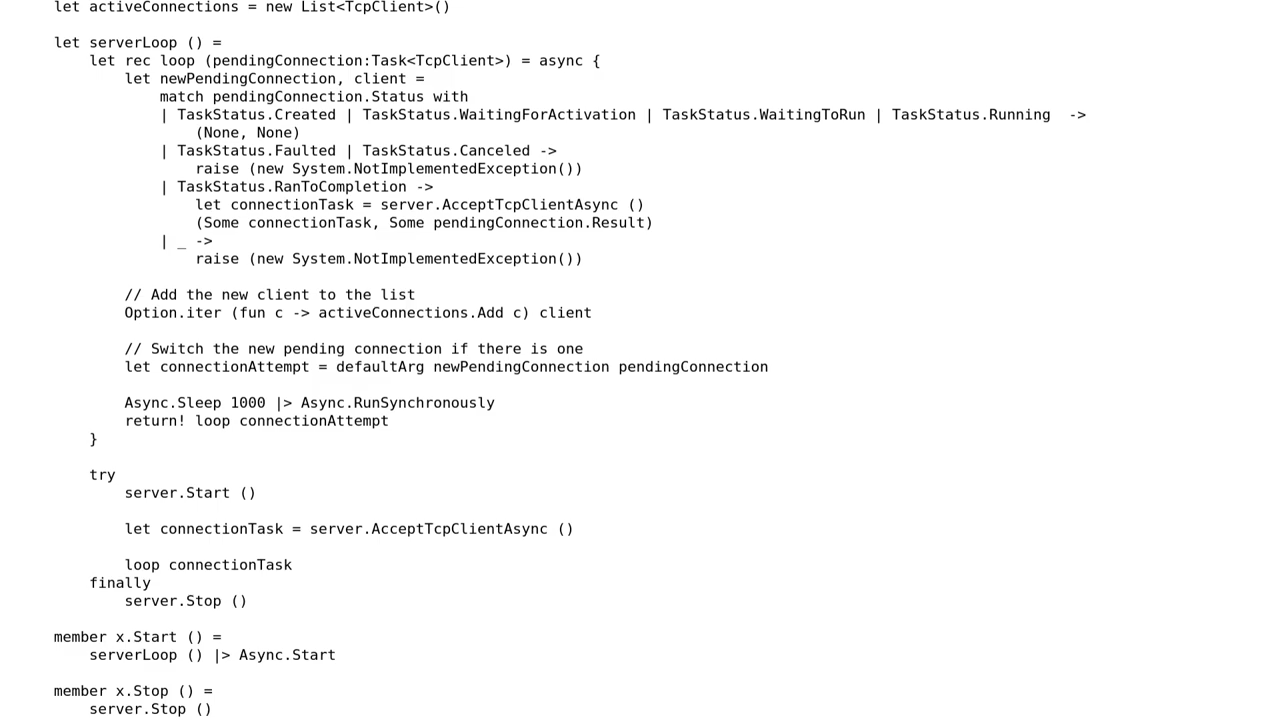 let activeConnections = new List<TcpClient>()
let serverLoop () =
let rec loop (pendingConnection:Task<TcpClient>) = async {
let newPendingConnection, client =
match pendingConnection.Status with
| TaskStatus.Created | TaskStatus.WaitingForActivation | TaskStatus.WaitingToRun | TaskStatus.Running  ->
(None, None)
| TaskStatus.Faulted | TaskStatus.Canceled ->
raise (new System.NotImplementedException())
| TaskStatus.RanToCompletion ->
let connectionTask = server.AcceptTcpClientAsync ()
(Some connectionTask, Some pendingConnection.Result)
| _ ->
raise (new System.NotImplementedException())
// Add the new client to the list
Option.iter (fun c -> activeConnections.Add c) client
// Switch the new pending connection if there is one
let connectionAttempt = defaultArg newPendingConnection pendingConnection
Async.Sleep 1000 |> Async.RunSynchronously
return! loop connectionAttempt
}
try
server.Start ()
let connectionTask = server.AcceptTcpClientAsync ()
loop connectionTask
finally
server.Stop ()
member x.Start () =
serverLoop () |> Async.Start
member x.Stop () =
server.Stop ()